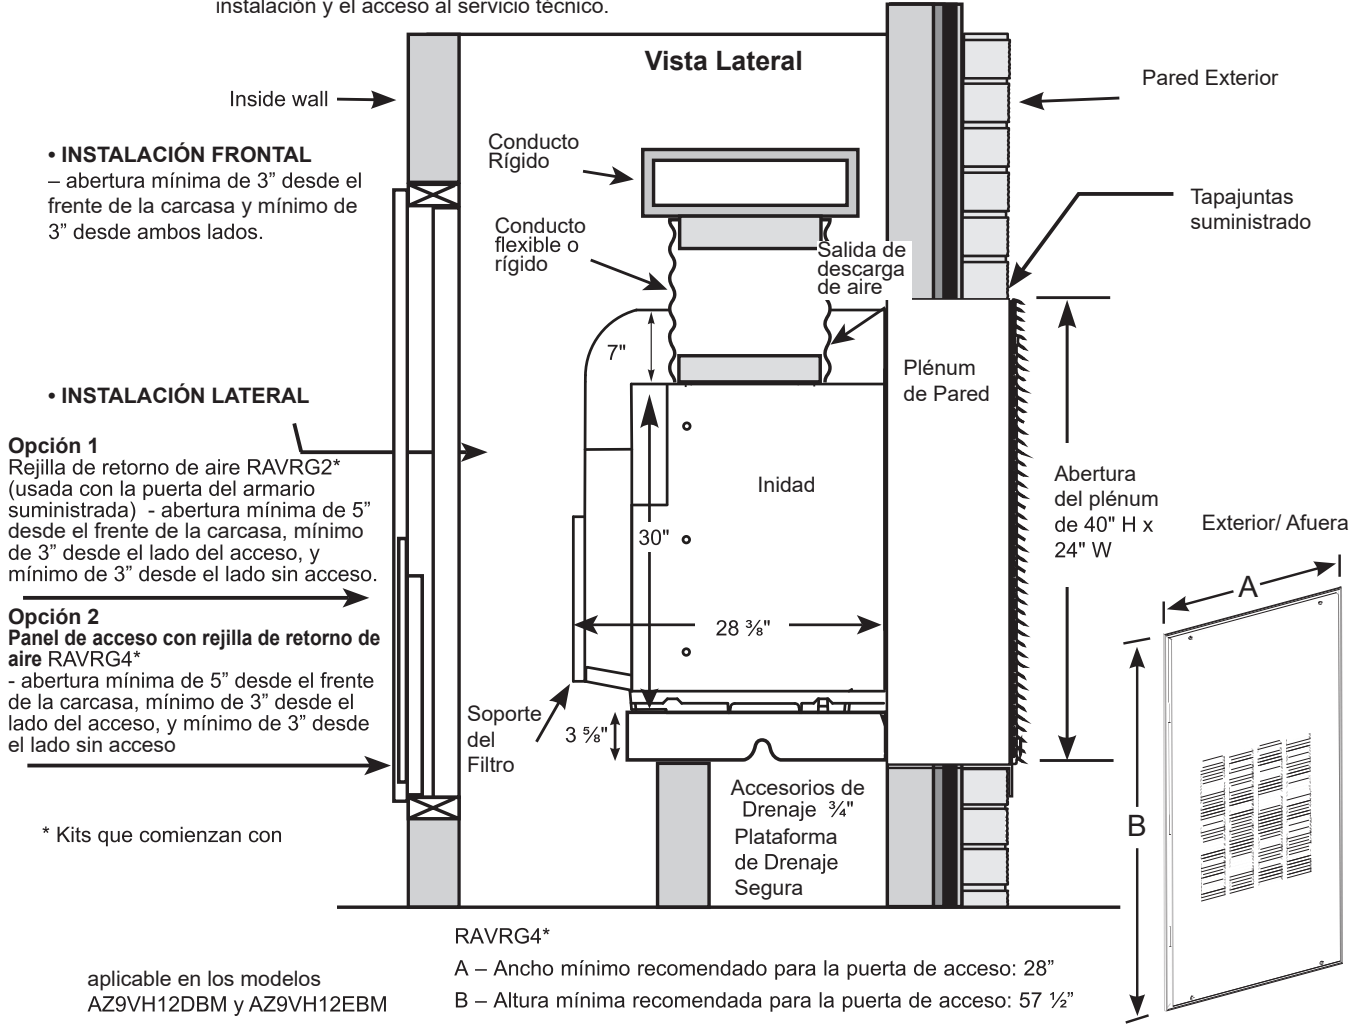 instalación y el acceso al servicio técnico.
Vista Lateral
Inside wall
Pared Exterior
• INSTALACIÓN FRONTAL
– abertura mínima de 3” desde el
frente de la carcasa y mínimo de
3” desde ambos lados.
Conducto
Rígido
Tapajuntas
suministrado
Conducto
flexible o
rígido
Salida de
descarga
de aire
7"
Plénum
de Pared
• INSTALACIÓN LATERAL
Opción 1
Rejilla de retorno de aire RAVRG2*
(usada con la puerta del armario
suministrada) - abertura mínima de 5”
desde el frente de la carcasa, mínimo
de 3” desde el lado del acceso, y
mínimo de 3” desde el lado sin acceso.
Inidad
30"
28 ⅜"
Abertura
del plénum
de 40" H x
24" W
Exterior/ Afuera
A
B
Opción 2
Panel de acceso con rejilla de retorno de
aire RAVRG4*
- abertura mínima de 5” desde el frente
de la carcasa, mínimo de 3” desde el
lado del acceso, y mínimo de 3” desde
el lado sin acceso
Soporte
del
Filtro
3 ⅝"
Accesorios de
Drenaje ¾"
Plataforma
de Drenaje
Segura
* Kits que comienzan con
RAVRG4*
A – Ancho mínimo recomendado para la puerta de acceso: 28”
B – Altura mínima recomendada para la puerta de acceso: 57 ½”
aplicable en los modelos
AZ9VH12DBM y AZ9VH12EBM